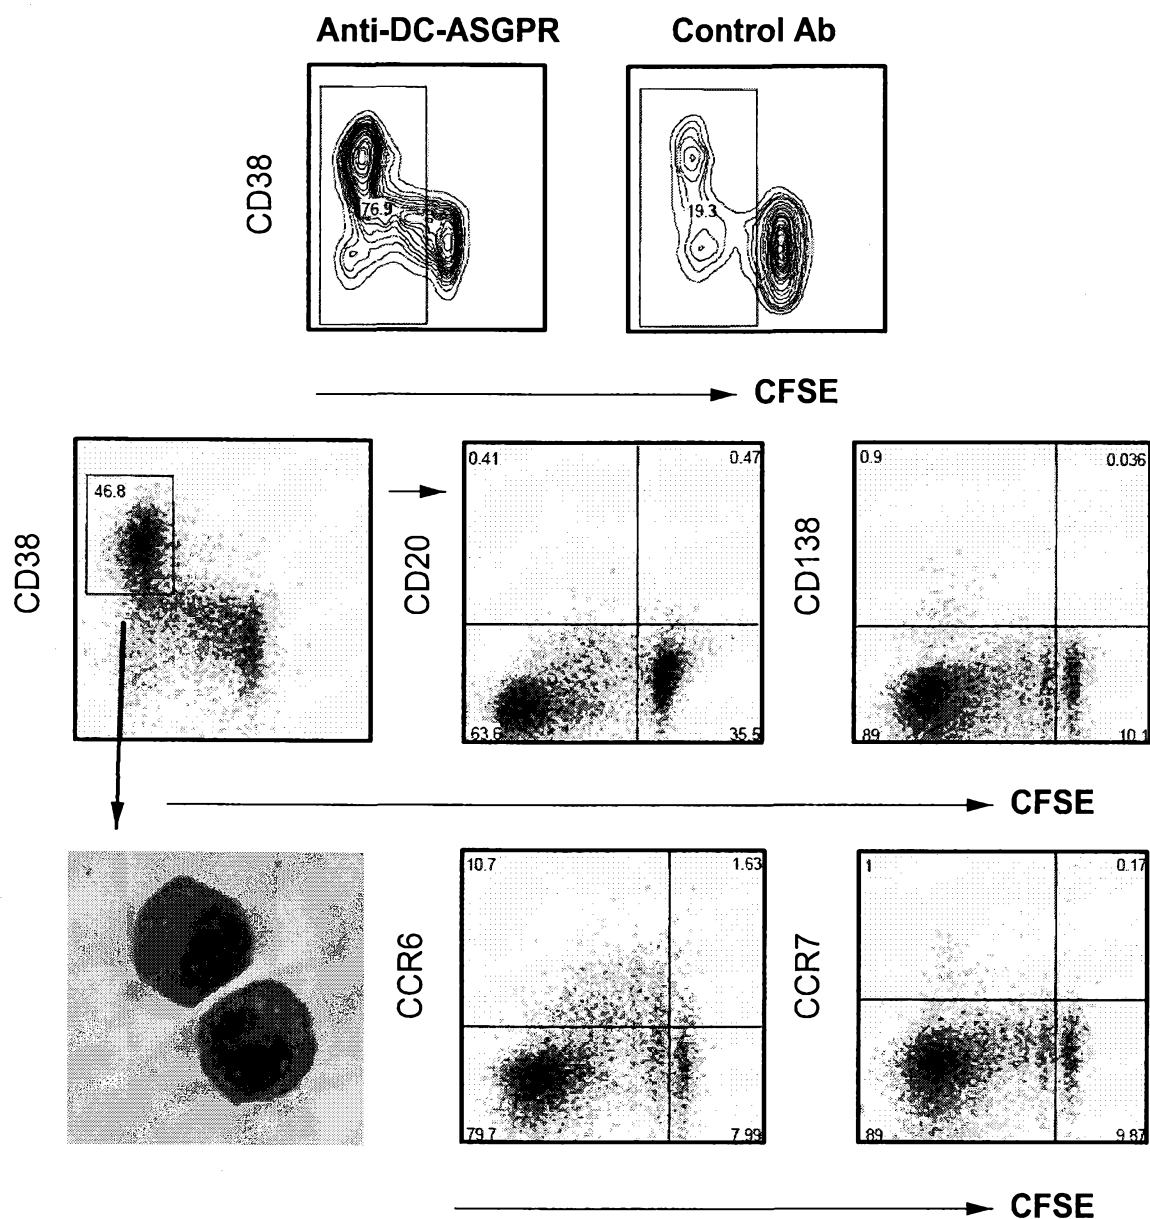 Anti-DC-ASGPR Control Ab
CD38
76.9
19.3
CFSE
CD38
46.8
CD20
0.41 0.47
63.6 35.5
CD138
0.9 0.036
89 10.1
CFSE
CCR6
10.7 1.63
79.7 7.99
CCR7
1 0.17
89 9.87
CFSE